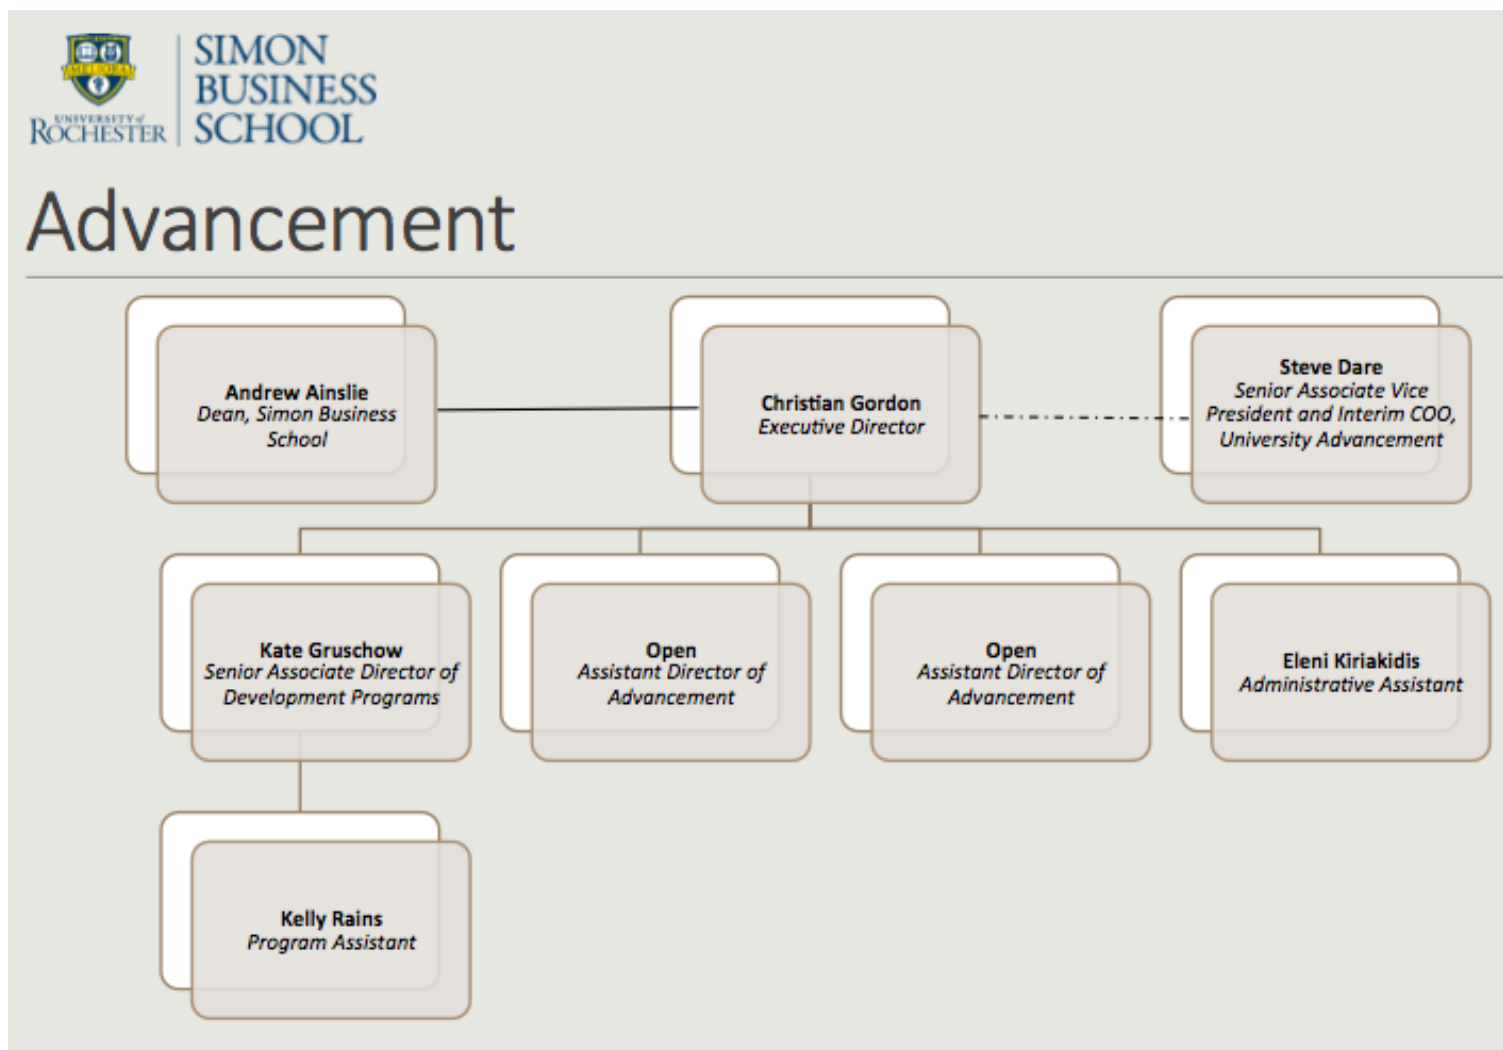 MELIORA
UNIVERSITY of
ROCHESTER
SIMON
BUSINESS
SCHOOL
Advancement
Andrew Ainslie
Dean, Simon Business
School
Christian Gordon
Executive Director
Steve Dare
Senior Associate Vice
President and Interim COO,
University Advancement
Kate Gruschow
Senior Associate Director of
Development Programs
Open
Assistant Director of
Advancement
Open
Assistant Director of
Advancement
Eleni Kiriakidis
Administrative Assistant
Kelly Rains
Program Assistant